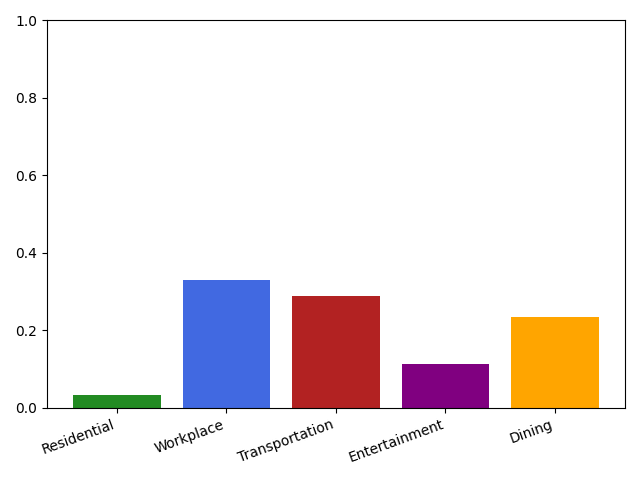 1.0
0.8
0.6
0.4
0.2
0.0
Residential
Workplace
Transportation
Entertainment
Dining